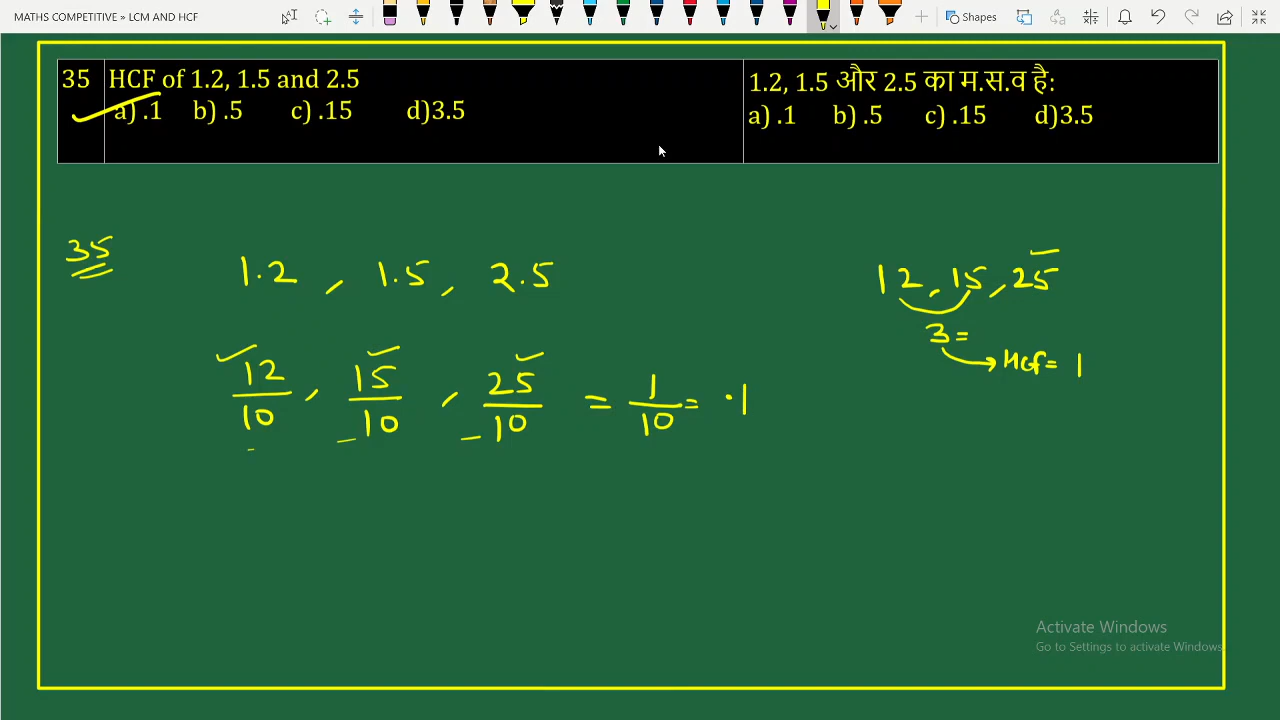 MATHS COMPETITIVE » LCM AND HCF
Shapes
35 HCF of 1.2, 1.5 and 2.5
a) .1 b) .5 c) .15 d)3.5
1.2, 1.5 और 2.5 का म.स.व है:
a) .1 b) .5 c) .15 d)3.5
35
1.2 , 1.5 , 2.5
12/10 , 15/10 , 25/10 = 1/10 = .1
12, 15, 25
3 =
HCf = 1
Activate Windows
Go to Settings to activate Windows.